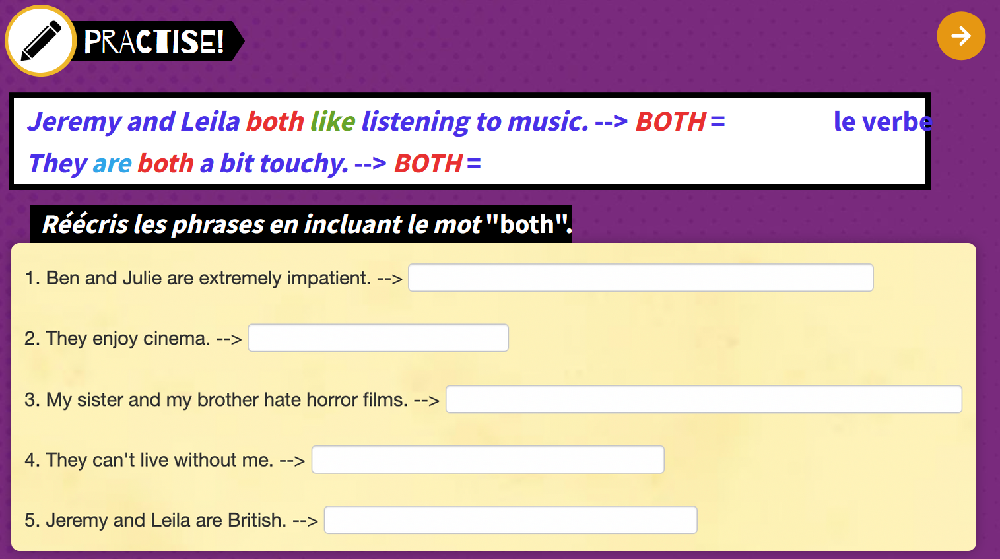 PRACTISE!
Jeremy and Leila both like listening to music. --> BOTH = le verbe
They are both a bit touchy. --> BOTH =
Réécris les phrases en incluant le mot "both".
1. Ben and Julie are extremely impatient. -->
2. They enjoy cinema. -->
3. My sister and my brother hate horror films. -->
4. They can't live without me. -->
5. Jeremy and Leila are British. -->